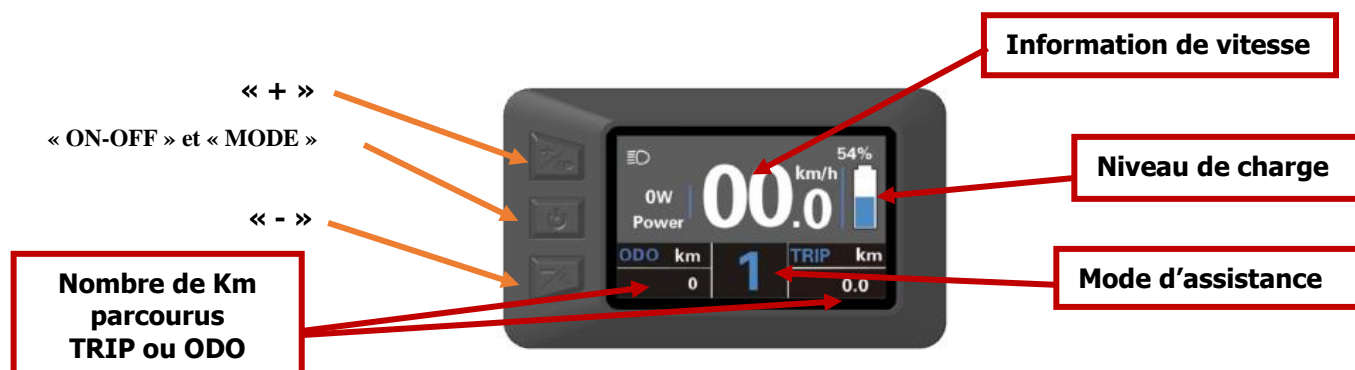 Information de vitesse
« + »
« ON-OFF » et « MODE »
« - »
Nombre de Km
parcourus
TRIP ou ODO
54%
00.0 km/h
0W
Power
ODO km
0
1
TRIP km
0.0
Niveau de charge
Mode d’assistance